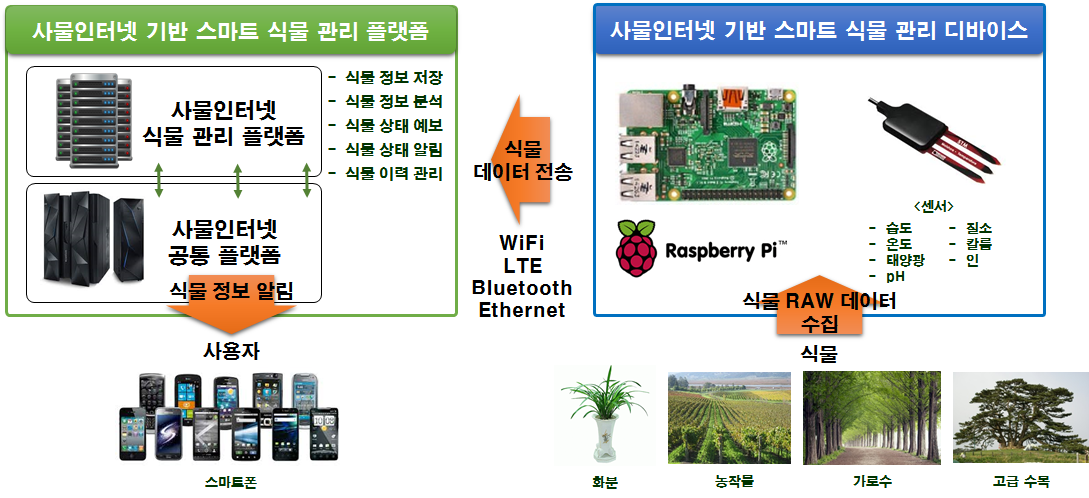 사물인터넷 기반 스마트 식물 관리 플랫폼
사물인터넷
식물 관리 플랫폼
- 식물 정보 저장
- 식물 정보 분석
- 식물 상태 예보
- 식물 상태 알림
- 식물 이력 관리
사물인터넷
공통 플랫폼
식물 정보 알림
사용자
스마트폰
식물
데이터 전송
WiFi
LTE
Bluetooth
Ethernet
사물인터넷 기반 스마트 식물 관리 디바이스
Raspberry Pi™
<센서>
- 습도
- 온도
- 태양광
- pH
- 질소
- 칼륨
- 인
식물 RAW 데이터
수집
식물
화분
농작물
가로수
고급 수목